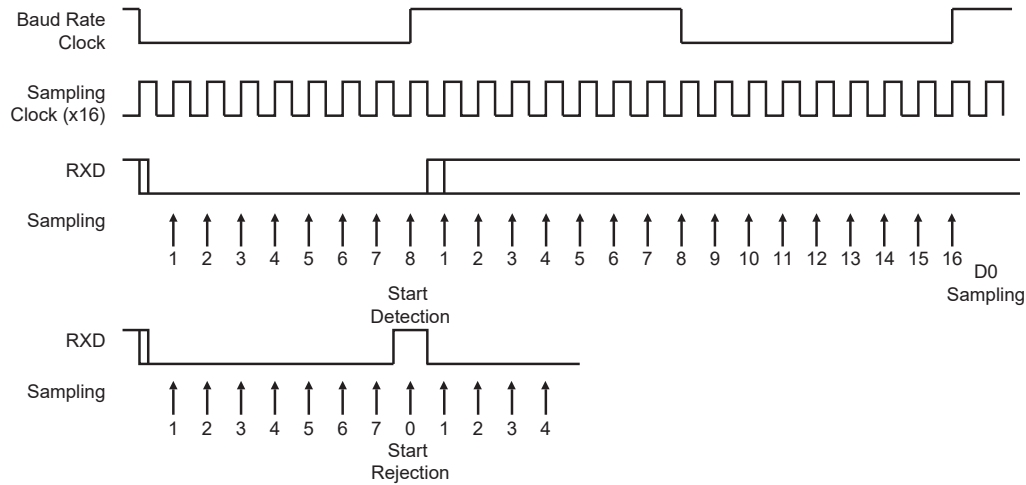 Baud Rate
Clock
Sampling
Clock (x16)
RXD
Sampling
1 2 3 4 5 6 7 8 1 2 3 4 5 6 7 8 9 10 11 12 13 14 15 16
D0
Sampling
Start
Detection
RXD
Sampling
1 2 3 4 5 6 7 0 1 2 3 4
Start
Rejection